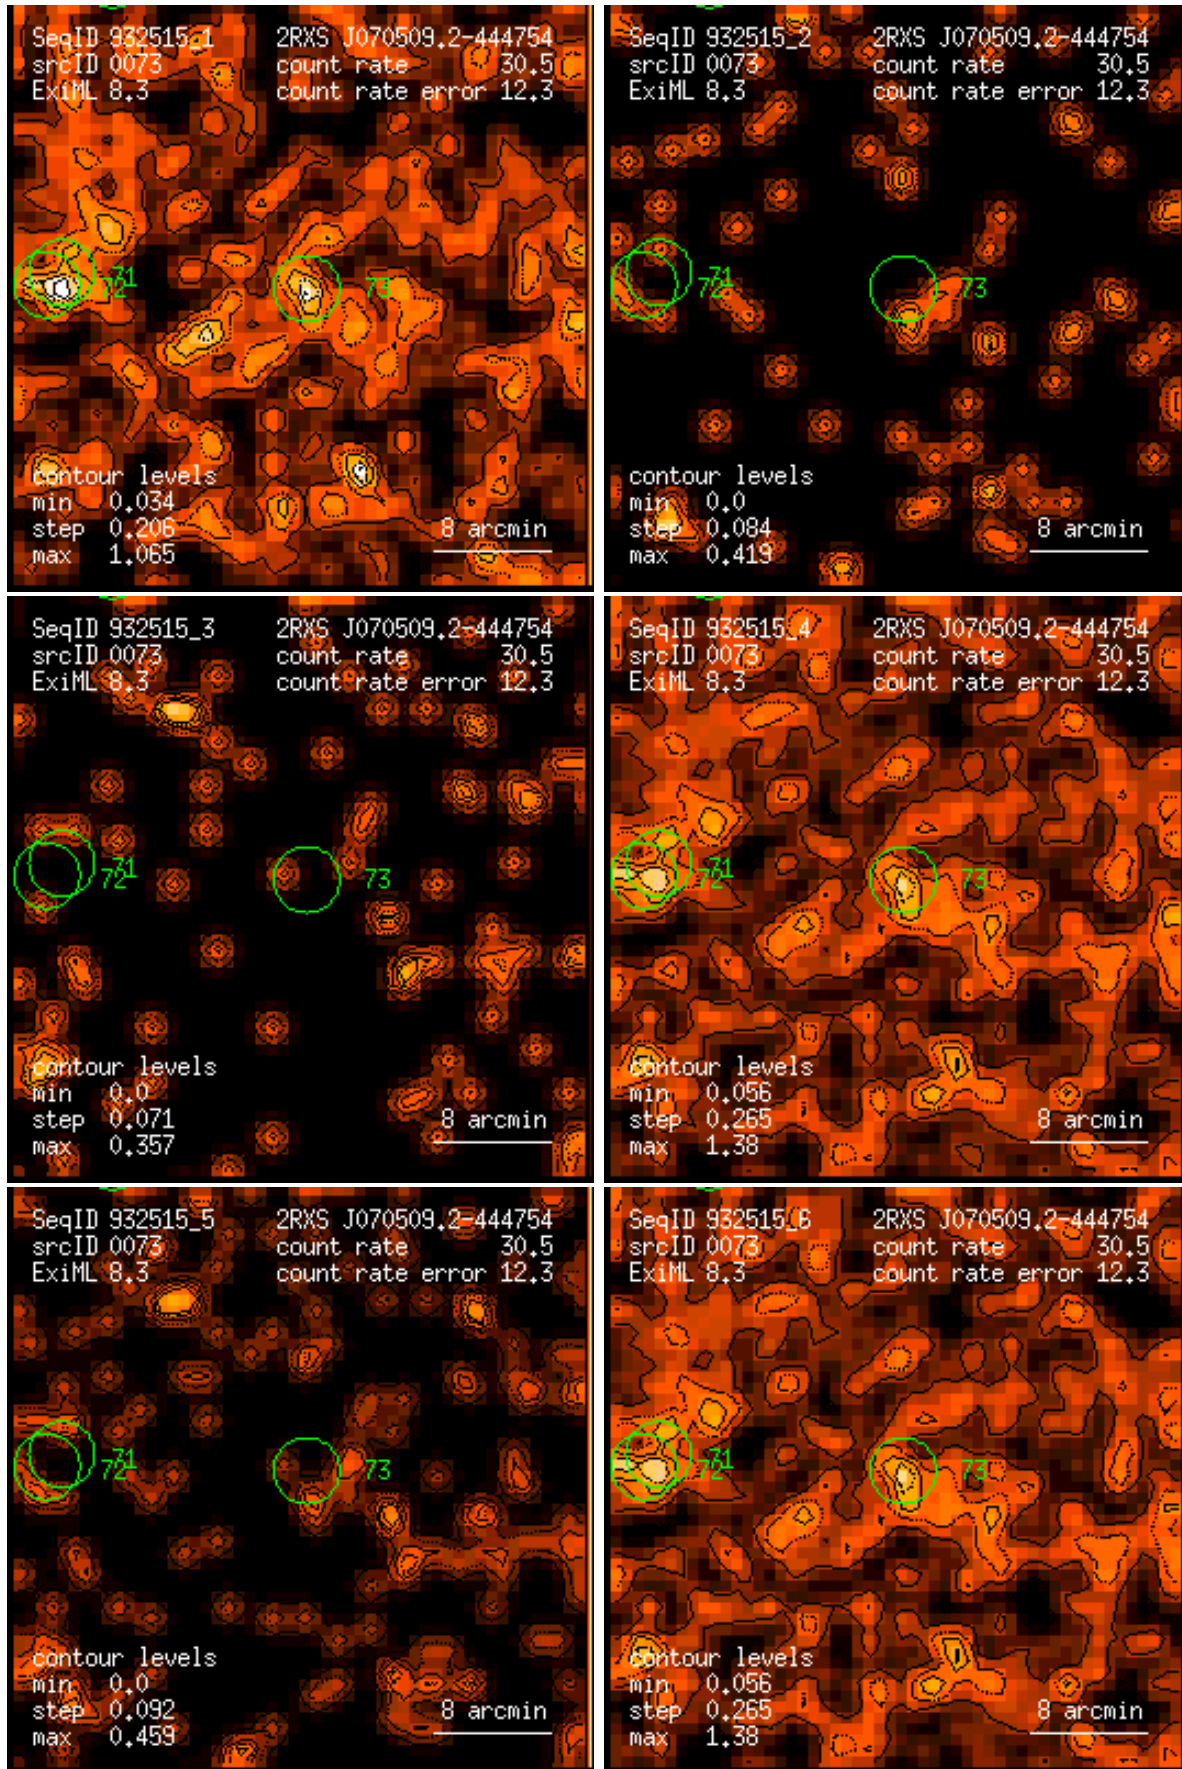 SeqID 932515_1 2RXS J070509.2-444754
srcID 0073 count rate 30.5
ExiML 8.3 count rate error 12.3
71
72
73
contour levels
min 0.034
step 0.206
max 1.065
8 arcmin
SeqID 932515_2 2RXS J070509.2-444754
srcID 0073 count rate 30.5
ExiML 8.3 count rate error 12.3
71
72
73
contour levels
min 0.0
step 0.084
max 0.419
8 arcmin
SeqID 932515_3 2RXS J070509.2-444754
srcID 0073 count rate 30.5
ExiML 8.3 count rate error 12.3
71
72
73
contour levels
min 0.0
step 0.071
max 0.357
8 arcmin
SeqID 932515_4 2RXS J070509.2-444754
srcID 0073 count rate 30.5
ExiML 8.3 count rate error 12.3
71
72
73
contour levels
min 0.056
step 0.265
max 1.38
8 arcmin
SeqID 932515_5 2RXS J070509.2-444754
srcID 0073 count rate 30.5
ExiML 8.3 count rate error 12.3
71
72
73
contour levels
min 0.0
step 0.092
max 0.459
8 arcmin
SeqID 932515_6 2RXS J070509.2-444754
srcID 0073 count rate 30.5
ExiML 8.3 count rate error 12.3
71
72
73
contour levels
min 0.056
step 0.265
max 1.38
8 arcmin